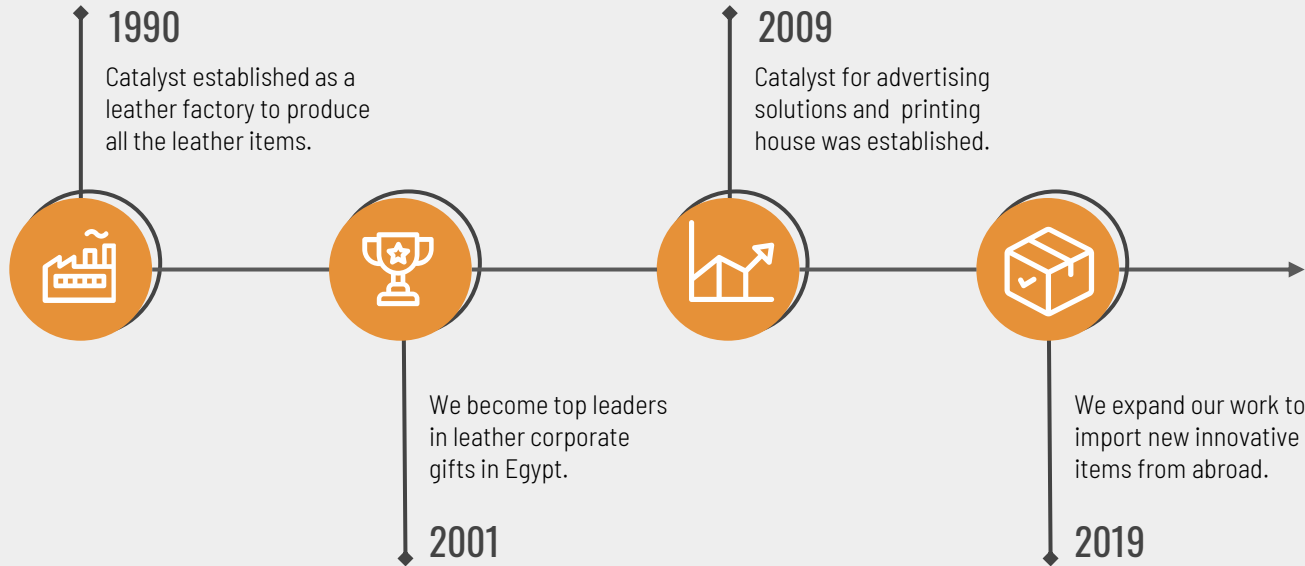 1990
Catalyst established as a
leather factory to produce
all the leather items.
2009
Catalyst for advertising
solutions and printing
house was established.
We become top leaders
in leather corporate
gifts in Egypt.
2001
We expand our work to
import new innovative
items from abroad.
2019